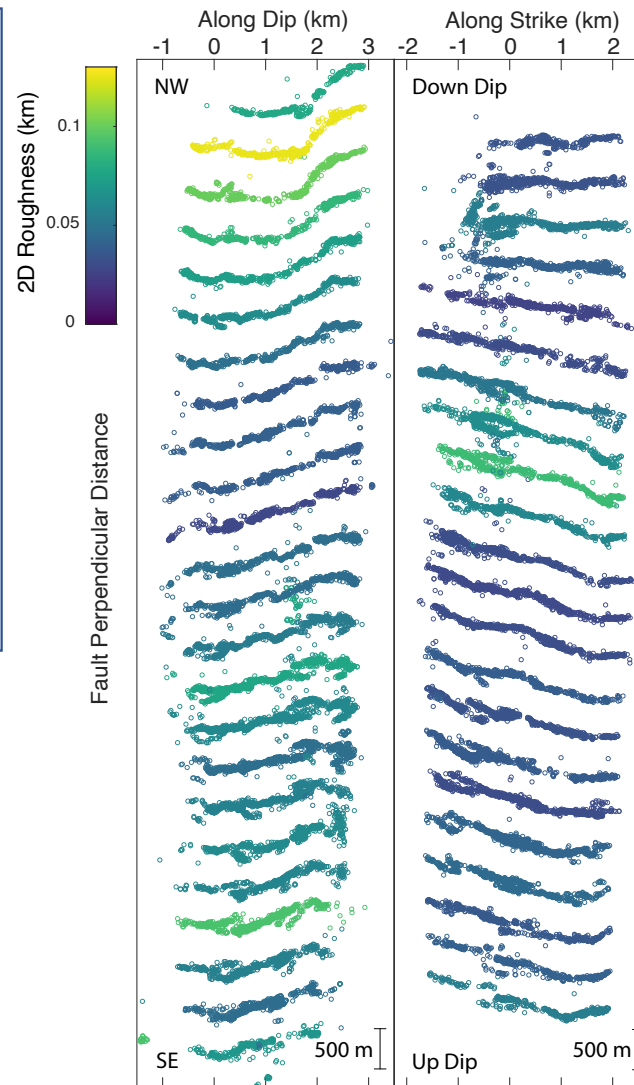 Along Dip (km)
-1 0 1 2 3
Along Strike (km)
-2 -1 0 1 2
NW
Down Dip
2D Roughness (km)
0.1
0.05
0
Fault Perpendicular Distance
SE
500 m
Up Dip
500 m